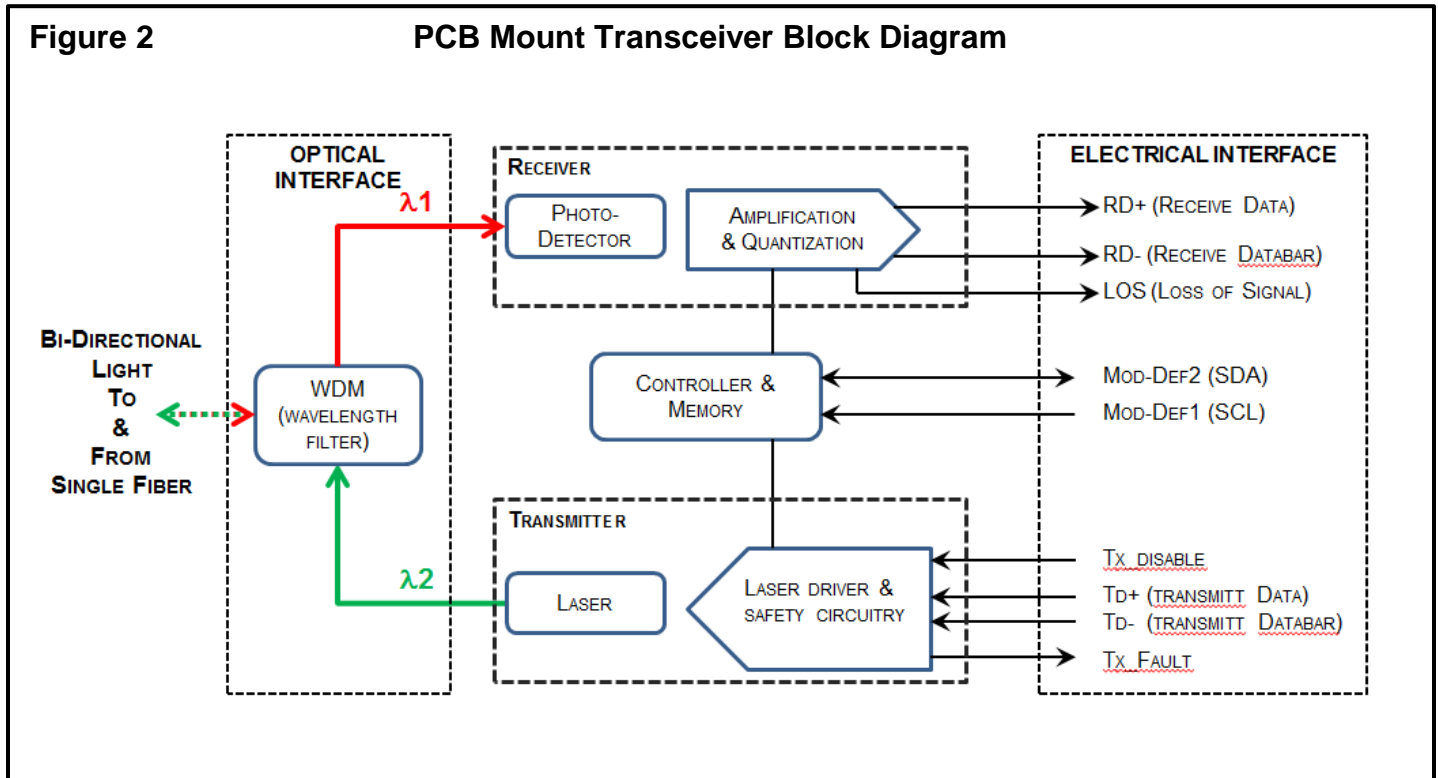 Figure 2
PCB Mount Transceiver Block Diagram
OPTICAL
INTERFACE
λ1
RECEIVER
PHOTO-
DETECTOR
AMPLIFICATION
& QUANTIZATION
ELECTRICAL INTERFACE
RD+ (RECEIVE DATA)
RD- (RECEIVE DATABAR)
LOS (LOSS OF SIGNAL)
BI-DIRECTIONAL
LIGHT
TO
&
FROM
SINGLE FIBER
WDM
(WAVELENGTH
FILTER)
CONTROLLER &
MEMORY
MOD-DEF2 (SDA)
MOD-DEF1 (SCL)
λ2
TRANSMITTER
LASER
LASER DRIVER &
SAFETY CIRCUITRY
TX_DISABLE
TD+ (TRANSMITT DATA)
TD- (TRANSMITT DATABAR)
TX_FAULT